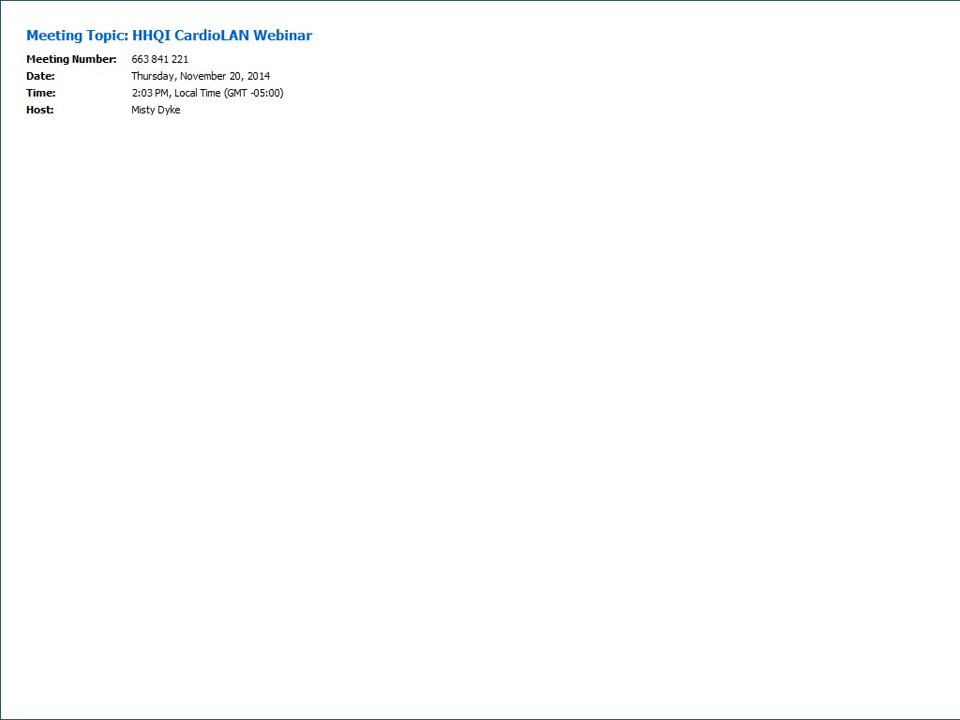 Meeting Topic: HHQI CardioLAN Webinar
Meeting Number: 663 841 221
Date: Thursday, November 20, 2014
Time: 2:03 PM, Local Time (GMT -05:00)
Host: Misty Dyke